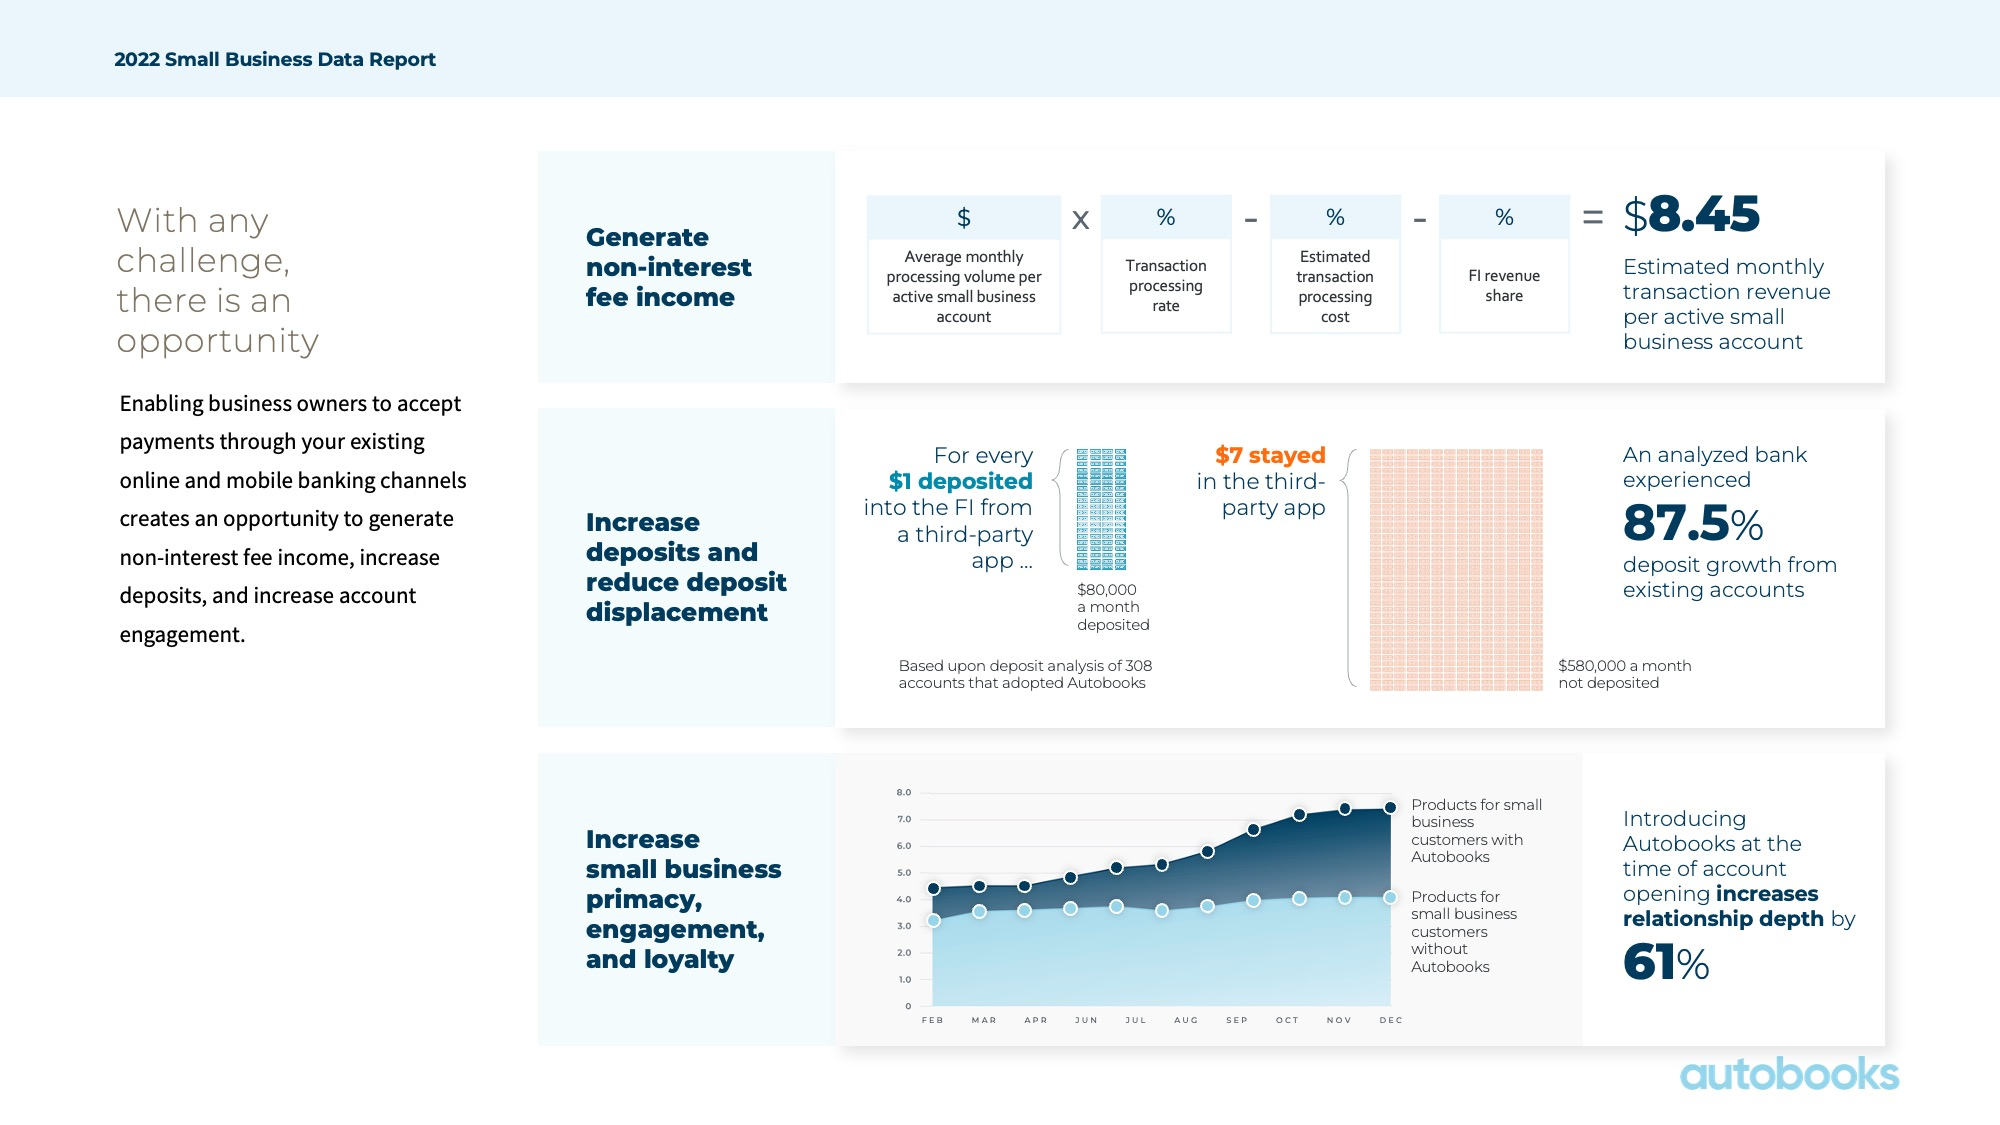 2022 Small Business Data Report
With any
challenge,
there is an
opportunity
Enabling business owners to accept
payments through your existing
online and mobile banking channels
creates an opportunity to generate
non-interest fee income, increase
deposits, and increase account
engagement.
Generate
non-interest
fee income
$
Average monthly
processing volume per
active small business
account
x
%
Transaction
processing
rate
-
%
Estimated
transaction
processing
cost
-
%
FI revenue
share
=
$8.45
Estimated monthly
transaction revenue
per active small
business account
Increase
deposits and
reduce deposit
displacement
For every
$1 deposited
into the FI from
a third-party
app ...
$80,000
a month
deposited
Based upon deposit analysis of 308
accounts that adopted Autobooks
$7 stayed
in the third-
party app
$580,000 a month
not deposited
An analyzed bank
experienced
87.5%
deposit growth from
existing accounts
Increase
small business
primacy,
engagement,
and loyalty
8.0
7.0
6.0
5.0
4.0
3.0
2.0
1.0
0
FEB MAR APR JUN JUL AUG SEP OCT NOV DEC
Products for small
business
customers with
Autobooks
Products for
small business
customers
without
Autobooks
Introducing
Autobooks at the
time of account
opening increases
relationship depth by
61%
autobooks